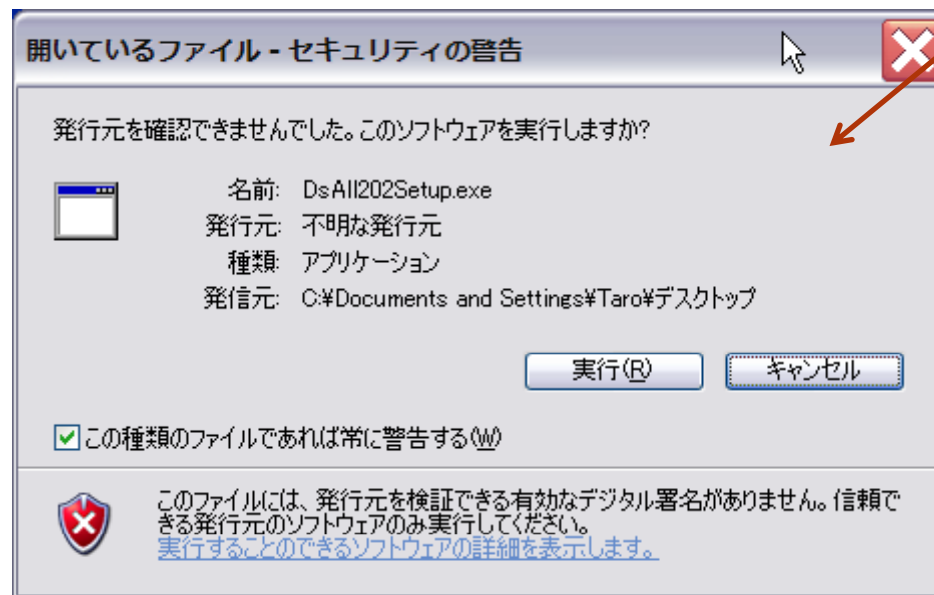 開いているファイル - セキュリティの警告
発行元を確認できませんでした。このソフトウェアを実行しますか?
名前: DsAll202Setup.exe
発行元: 不明な発行元
種類: アプリケーション
発信元: C:¥Documents and Settings¥Taro¥デスクトップ
実行(R) キャンセル
この種類のファイルであれば常に警告する(W)
このファイルには、発行元を検証できる有効なデジタル署名がありません。信頼で
きる発行元のソフトウェアのみ実行してください。
実行することのできるソフトウェアの詳細を表示します。